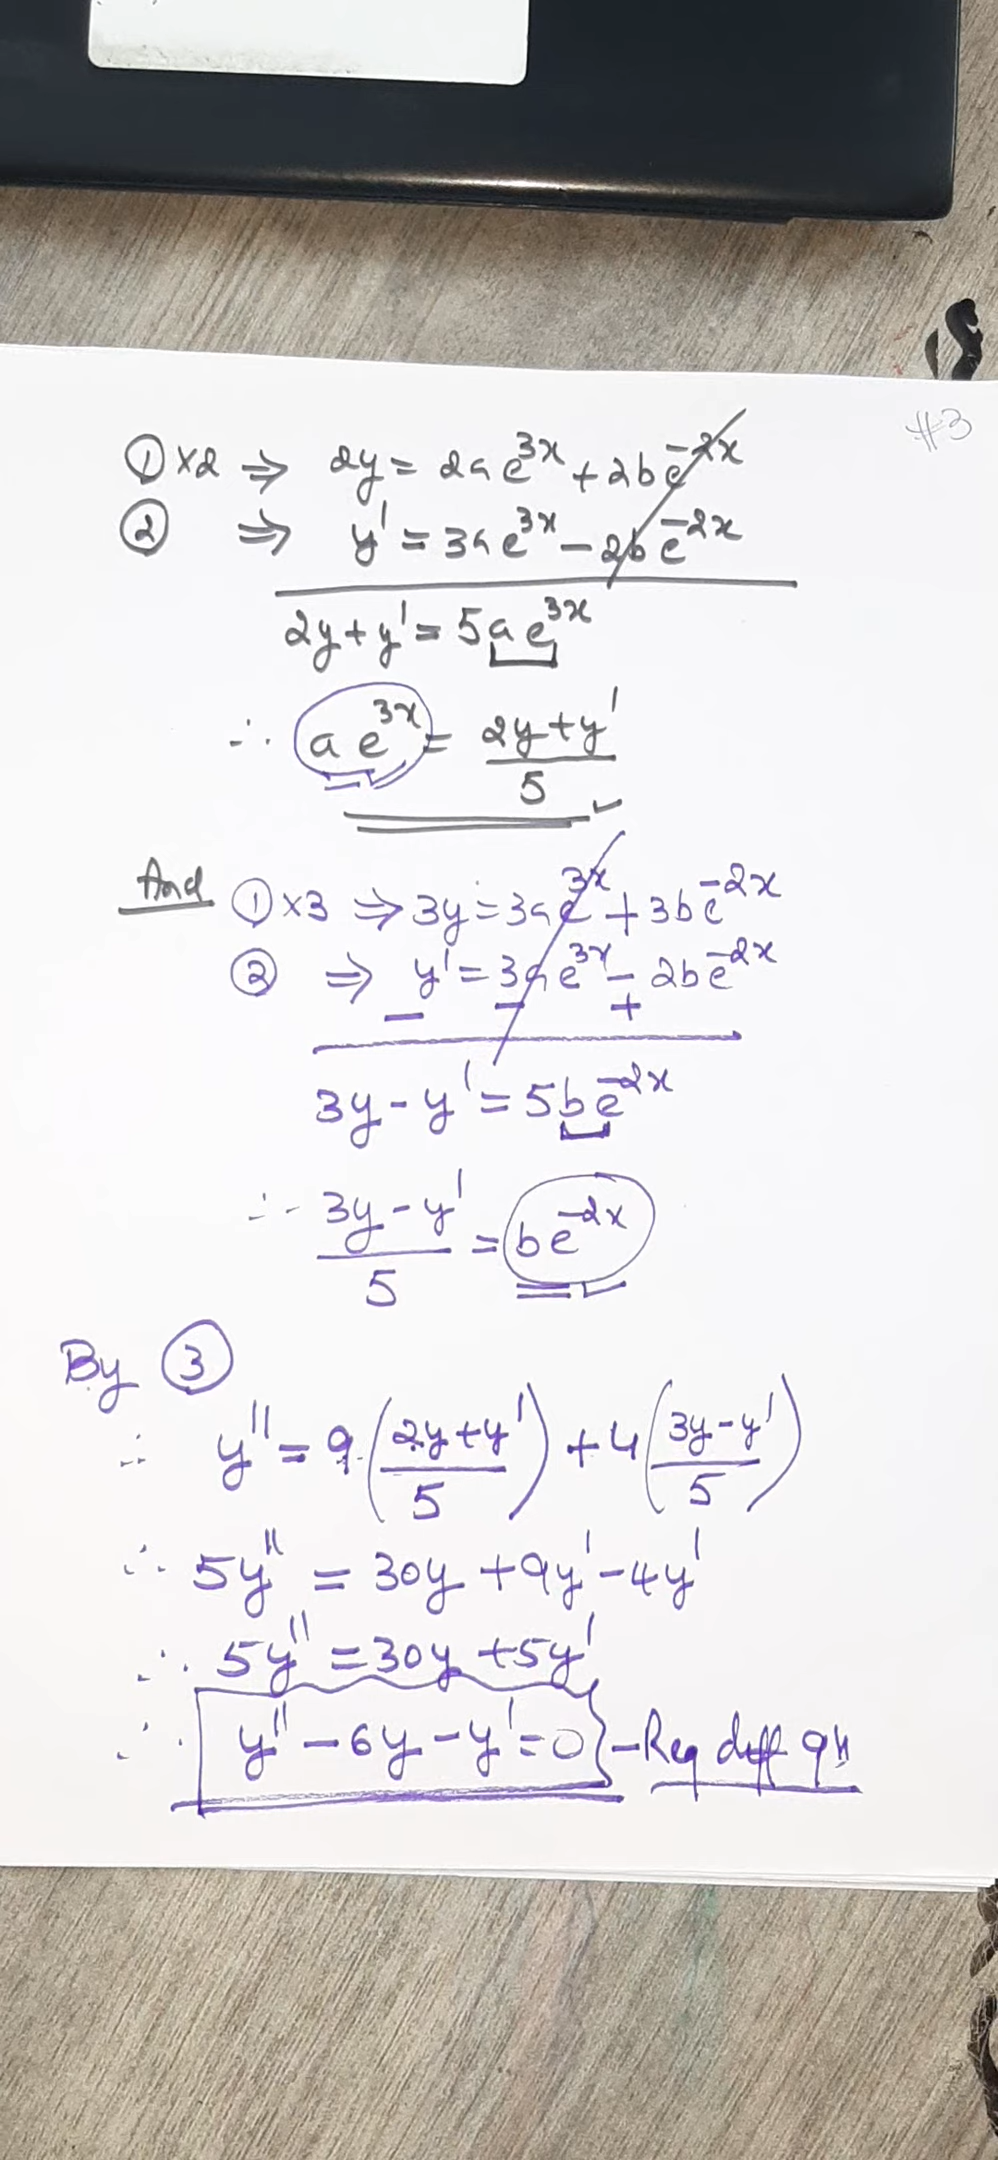 #3
① ×2 ⇒ 2y = 2ae^{3x} + 2be^{-2x}
② ⇒ y' = 3ae^{3x} - 2be^{-2x}
2y + y' = 5ae^{3x}
∴ ae^{3x} = (2y + y')/5
And ① ×3 ⇒ 3y = 3ae^{3x} + 3be^{-2x}
② ⇒ y' = 3ae^{3x} - 2be^{-2x}
- - +
3y - y' = 5be^{-2x}
∴ (3y - y')/5 = be^{-2x}
By ③
∴ y'' = 9((2y + y')/5) + 4((3y - y')/5)
∴ 5y'' = 30y + 9y' - 4y'
∴ 5y'' = 30y + 5y'
∴ y'' - 6y - y' = 0 - Req diff qn